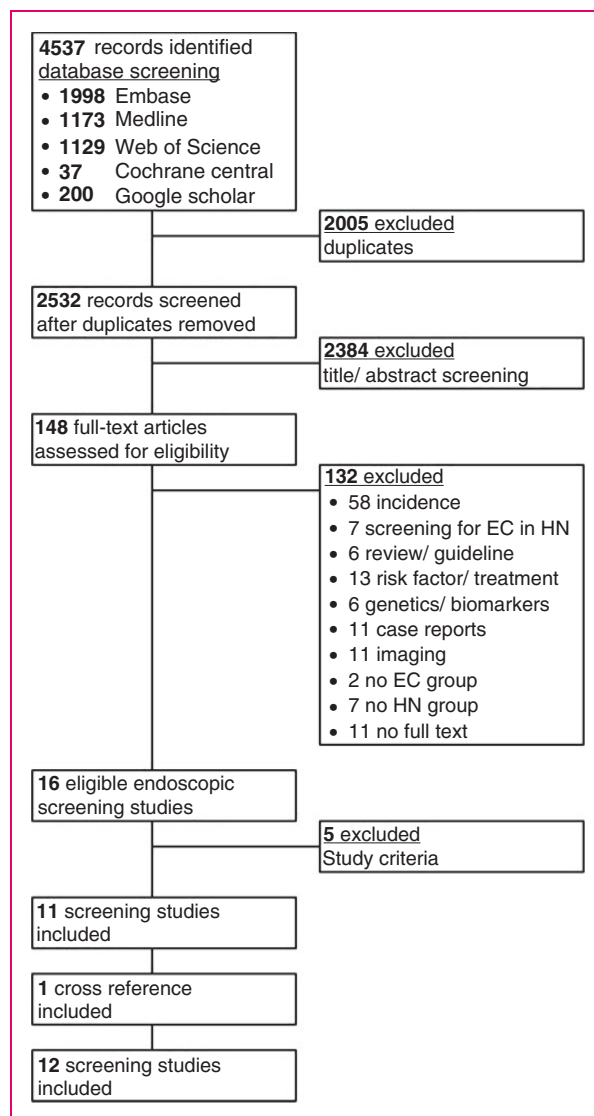 4537 records identified
database screening
• 1998 Embase
• 1173 Medline
• 1129 Web of Science
• 37 Cochrane central
• 200 Google scholar
2005 excluded
duplicates
2532 records screened
after duplicates removed
2384 excluded
title/ abstract screening
148 full-text articles
assessed for eligibility
132 excluded
• 58 incidence
• 7 screening for EC in HN
• 6 review/ guideline
• 13 risk factor/ treatment
• 6 genetics/ biomarkers
• 11 case reports
• 11 imaging
• 2 no EC group
• 7 no HN group
• 11 no full text
16 eligible endoscopic
screening studies
5 excluded
Study criteria
11 screening studies
included
1 cross reference
included
12 screening studies
included